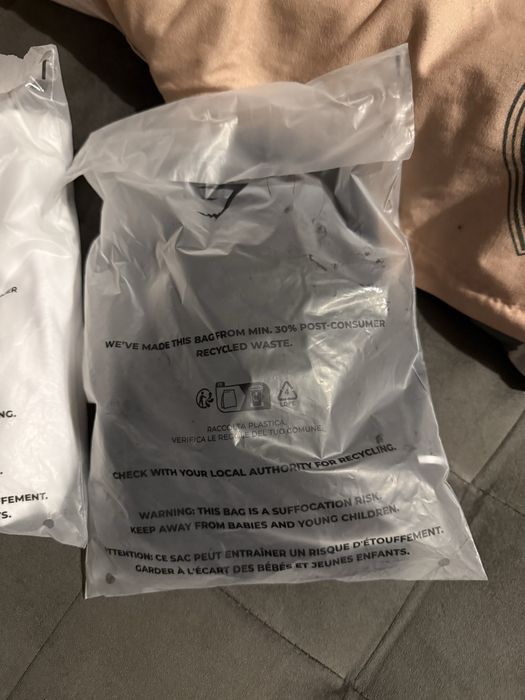 WE'VE MADE THIS BAG FROM MIN. 30% POST-CONSUMER
RECYCLED WASTE.
4
LDPE
RACCOLTA PLASTICA.
VERIFICA LE REGOLE DEL TUO COMUNE.
CHECK WITH YOUR LOCAL AUTHORITY FOR RECYCLING.
WARNING: THIS BAG IS A SUFFOCATION RISK.
KEEP AWAY FROM BABIES AND YOUNG CHILDREN.
ATTENTION: CE SAC PEUT ENTRAÎNER UN RISQUE D'ÉTOUFFEMENT.
GARDER À L'ÉCART DES BÉBÉS ET JEUNES ENFANTS.